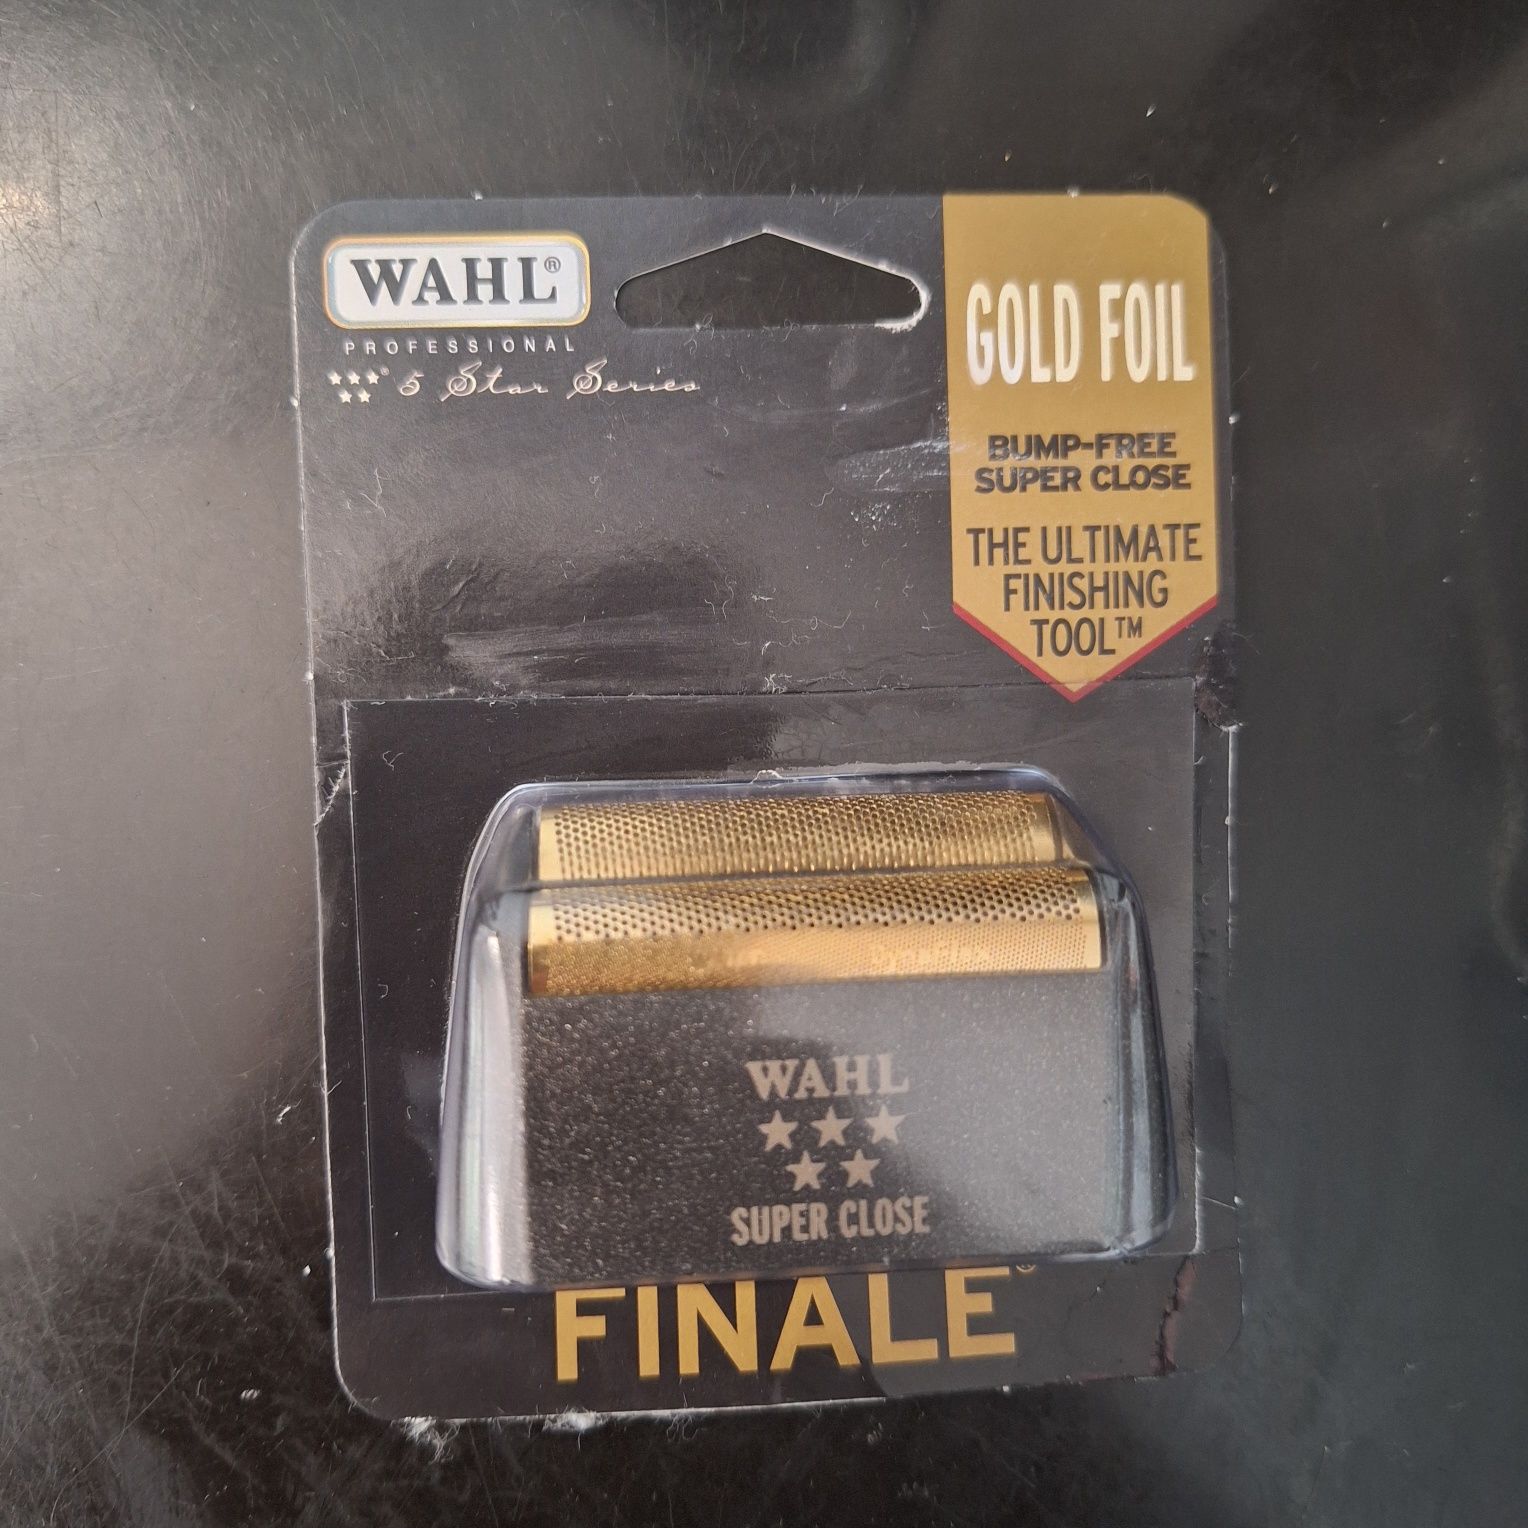 WAHL®
PROFESSIONAL
5 Star Series
GOLD FOIL
BUMP-FREE
SUPER CLOSE
THE ULTIMATE
FINISHING
TOOL™
WAHL
SUPER CLOSE
FINALE®